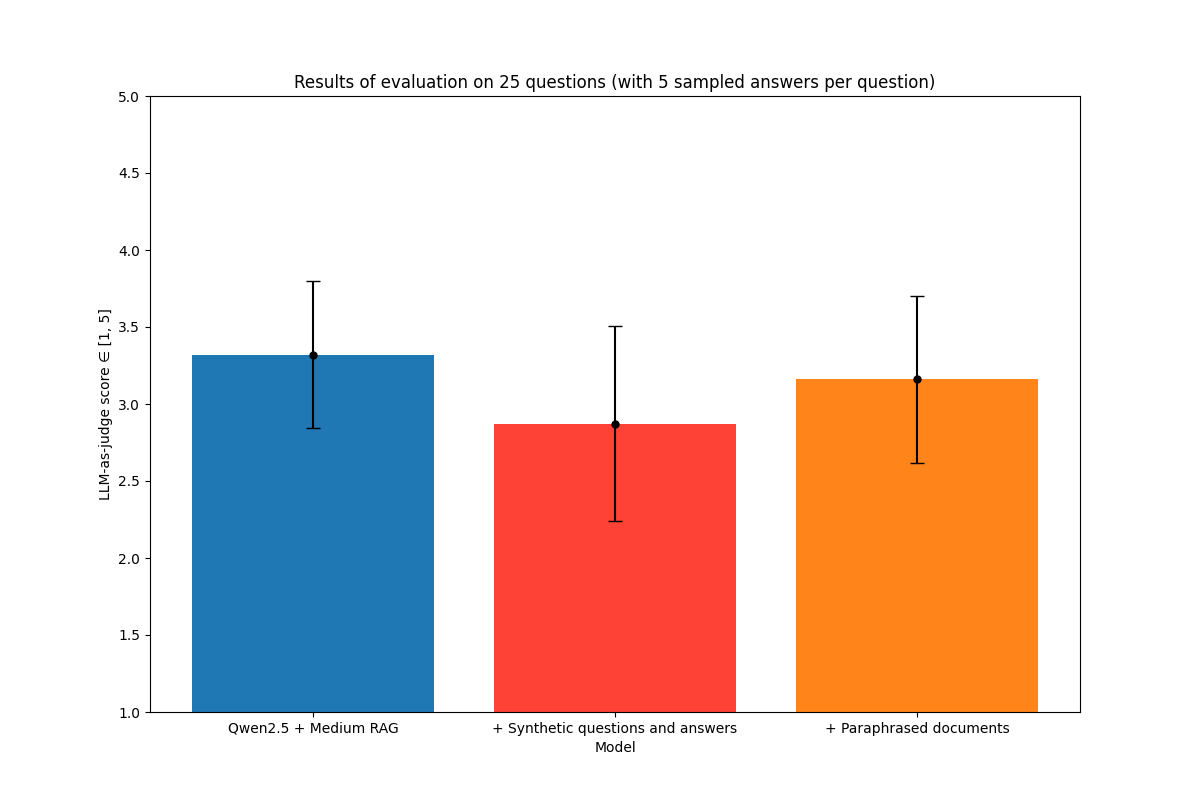 Results of evaluation on 25 questions (with 5 sampled answers per question)
LLM-as-judge score ∈ [1, 5]
5.0
4.5
4.0
3.5
3.0
2.5
2.0
1.5
1.0
Qwen2.5 + Medium RAG
+ Synthetic questions and answers
+ Paraphrased documents
Model